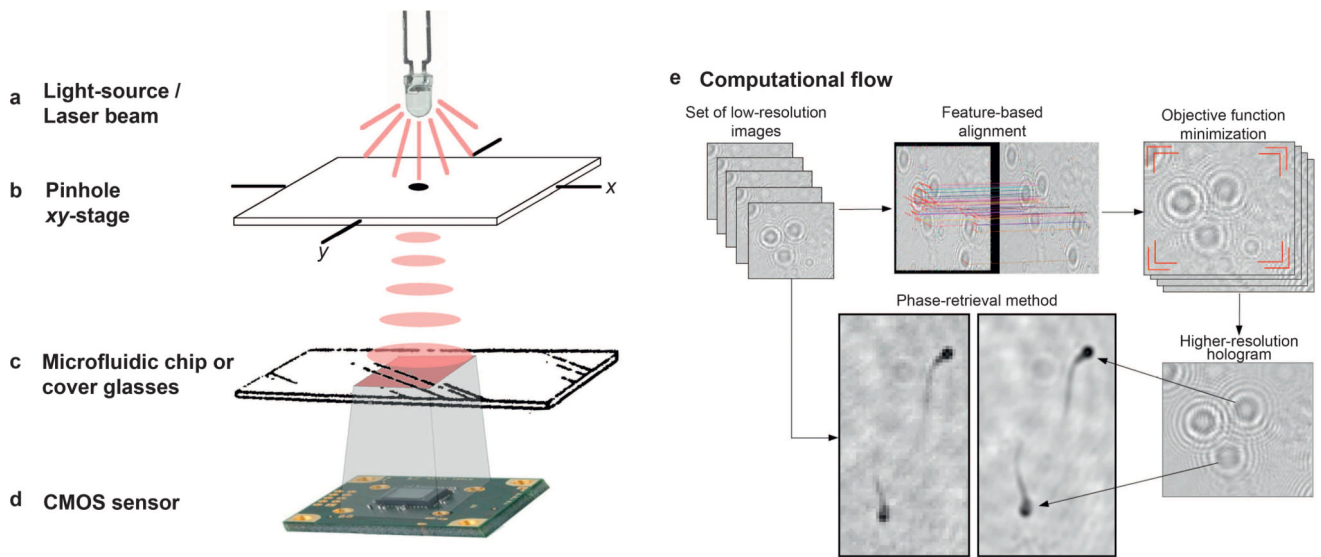 a
Light-source /
Laser beam
b
Pinhole
xy-stage
x
y
c
Microfluidic chip or
cover glasses
d
CMOS sensor
e Computational flow
Set of low-resolution
images
Feature-based
alignment
Objective function
minimization
Phase-retrieval method
Higher-resolution
hologram